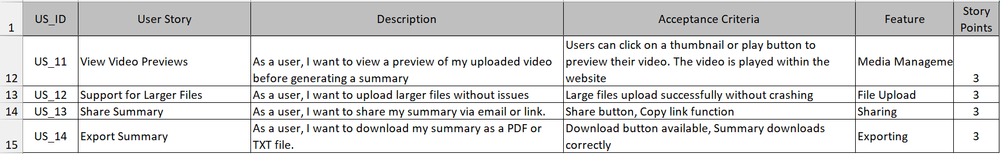 1 US_ID User Story Description Acceptance Criteria Feature Story
Points
12 US_11 View Video Previews As a user, I want to view a preview of my uploaded video
before generating a summary Users can click on a thumbnail or play button to
preview their video. The video is played within the
website Media Manageme 3
13 US_12 Support for Larger Files As a user, I want to upload larger files without issues Large files upload successfully without crashing File Upload 3
14 US_13 Share Summary As a user, I want to share my summary via email or link. Share button, Copy link function Sharing 3
15 US_14 Export Summary As a user, I want to download my summary as a PDF or
TXT file. Download button available, Summary downloads
correctly Exporting 3